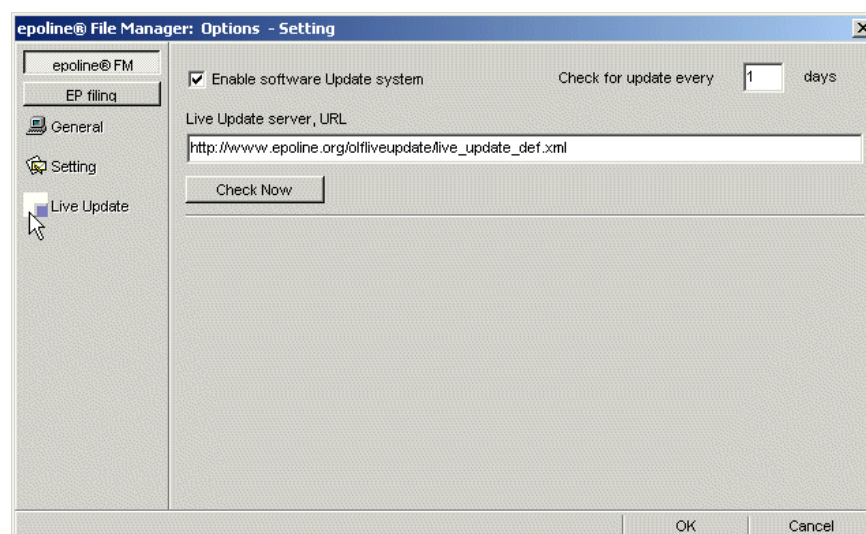 epoline® File Manager: Options - Setting
epoline® FM
EP filing
General
Setting
Live Update
Enable software Update system
Check for update every 1 days
Live Update server, URL
http://www.epoline.org/olfliveupdate/live_update_def.xml
Check Now
OK
Cancel